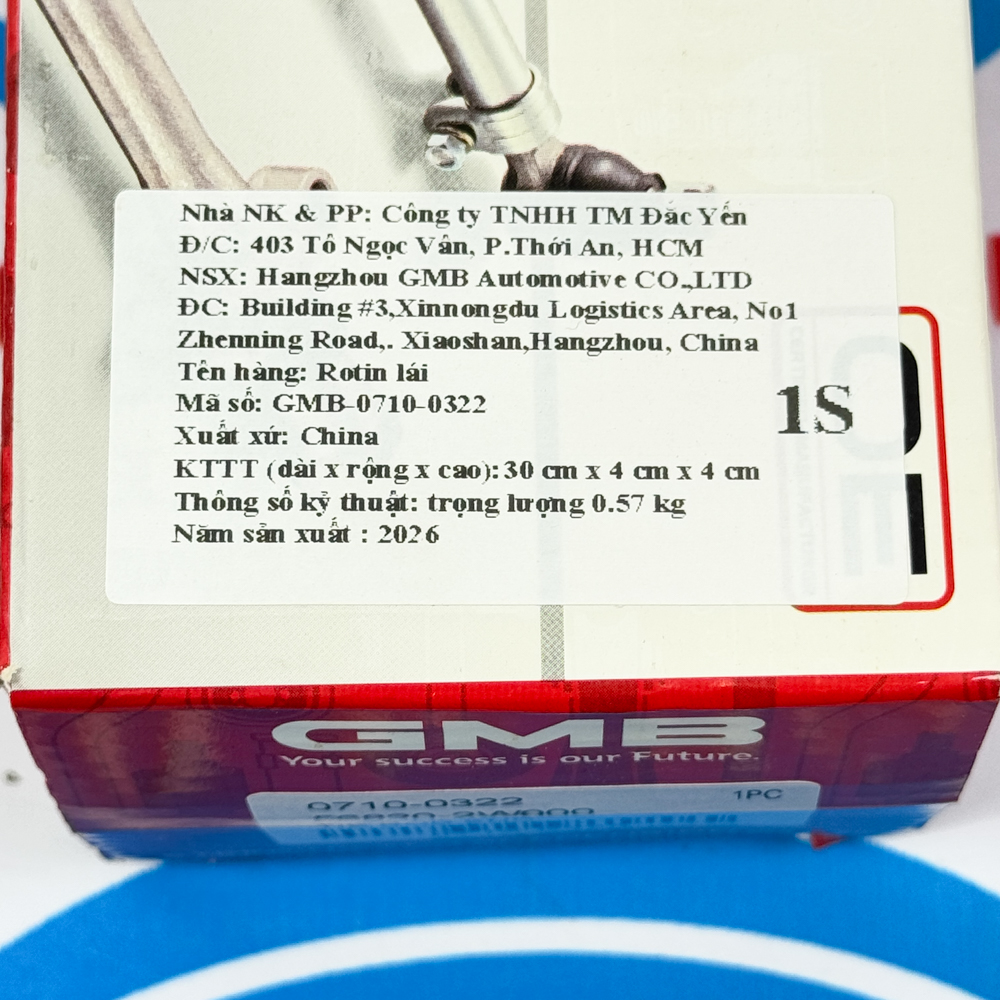 Nhà NK & PP: Công ty TNHH TM Đắc Yến
Đ/C: 403 Tô Ngọc Vân, P.Thới An, HCM
NSX: Hangzhou GMB Automotive CO.,LTD
ĐC: Building #3,Xinnongdu Logistics Area, No1
Zhenning Road,. Xiaoshan,Hangzhou, China
Tên hàng: Rotin lái
Mã số: GMB-0710-0322
Xuất xứ: China
KTTT (dài x rộng x cao): 30 cm x 4 cm x 4 cm
Thông số kỹ thuật: trọng lượng 0.57 kg
Năm sản xuất : 2026
1S
GMB
Your success is our Future.
0710-0322
1PC
56820-2W000